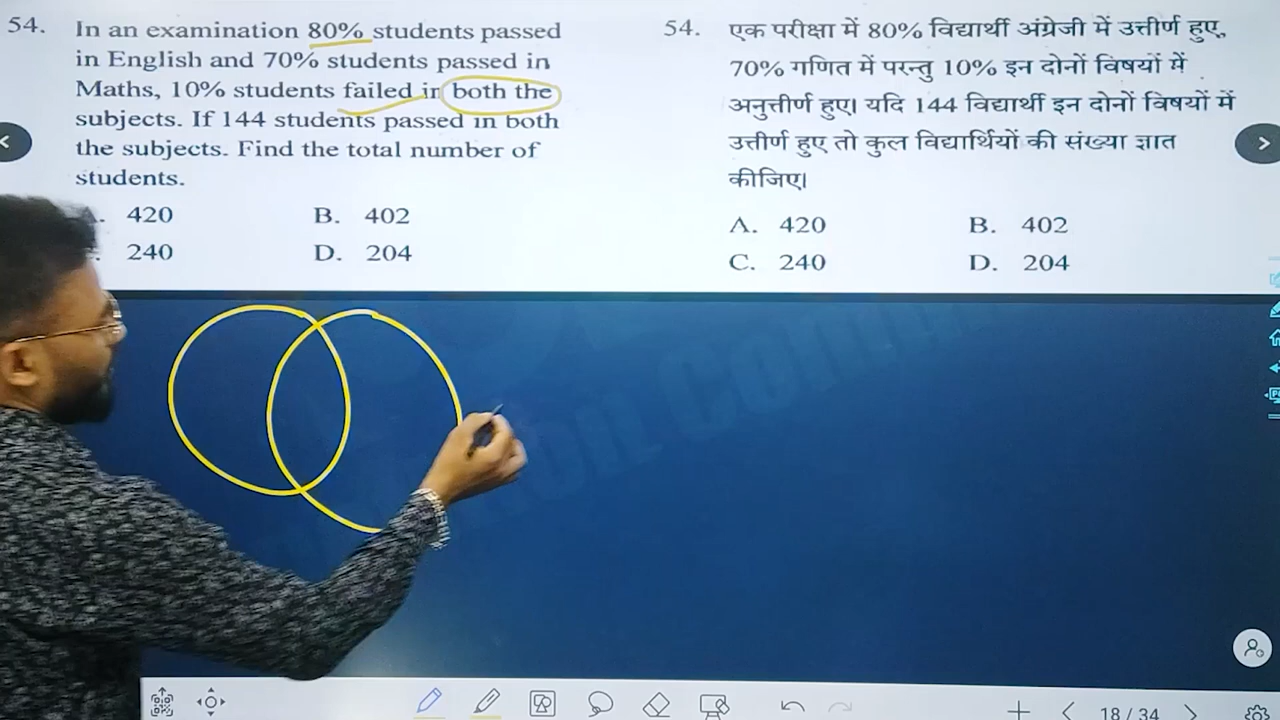 54. In an examination 80% students passed
in English and 70% students passed in
Maths, 10% students failed in both the
subjects. If 144 students passed in both
the subjects. Find the total number of
students.
420 B. 402
240 D. 204
54. एक परीक्षा में 80% विद्यार्थी अंग्रेजी में उत्तीर्ण हुए,
70% गणित में परन्तु 10% इन दोनों विषयों में
अनुत्तीर्ण हुए। यदि 144 विद्यार्थी इन दोनों विषयों में
उत्तीर्ण हुए तो कुल विद्यार्थियों की संख्या ज्ञात
कीजिए।
A. 420 B. 402
C. 240 D. 204
18 / 34